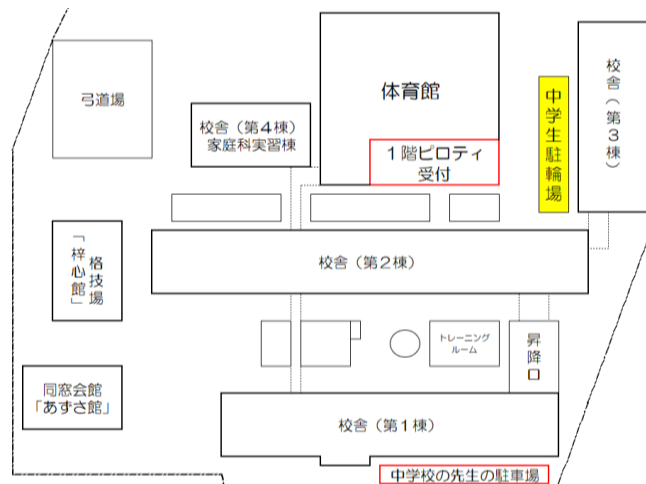 弓道場
校舎（第４棟）
家庭科実習棟
体育館
１階ピロティ
受付
中学生駐輪場
校舎（第３棟）
格技場
「梓心館」
校舎（第２棟）
トレーニング
ルーム
昇降口
同窓会館
「あずさ館」
校舎（第１棟）
中学校の先生の駐車場